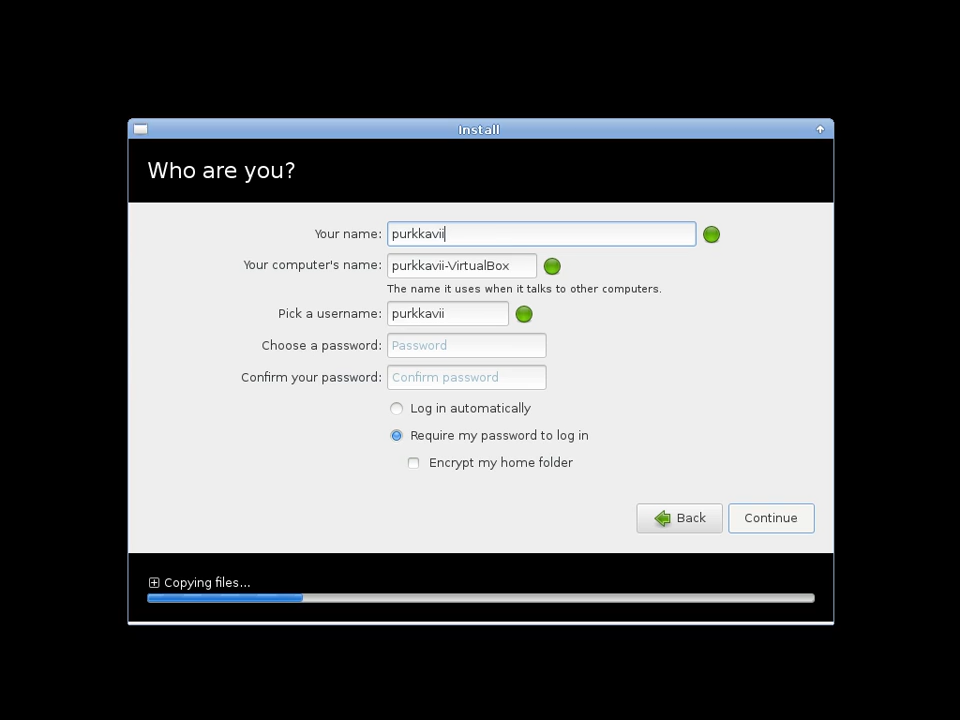 Install
Who are you?
Your name: purkkavii
Your computer's name: purkkavii-VirtualBox
The name it uses when it talks to other computers.
Pick a username: purkkavii
Choose a password: Password
Confirm your password: Confirm password
Log in automatically
Require my password to log in
Encrypt my home folder
Back Continue
Copying files...